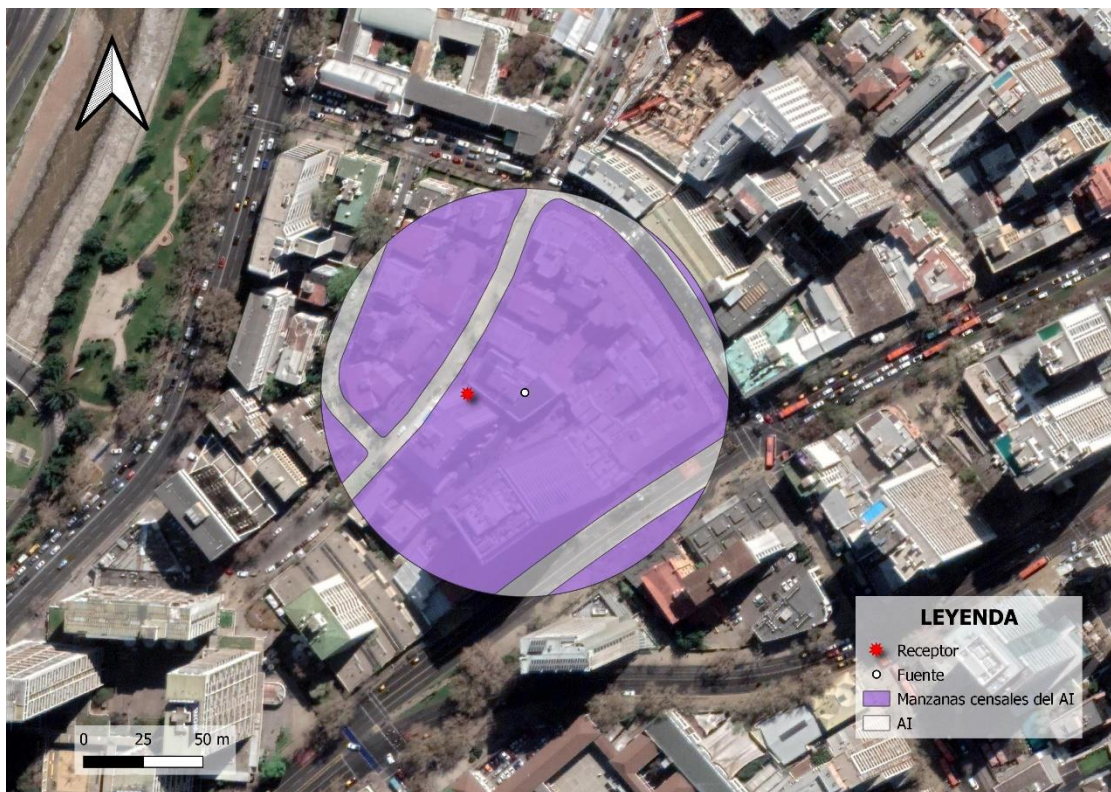 LEYENDA
Receptor
Fuente
Manzanas censales del AI
AI
0 25 50 m